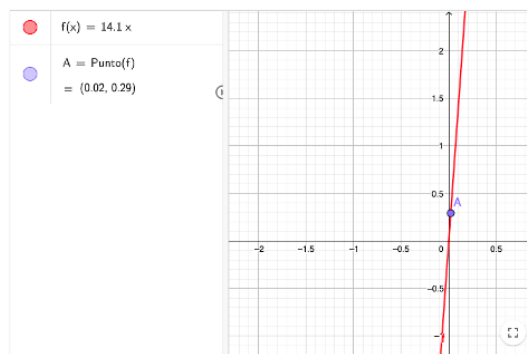 f(x) = 14.1 x
A = Punto(f)
= (0.02, 0.29)
2
1.5
1
0.5
A
-2
-1.5
-1
-0.5
0
0.5
-0.5